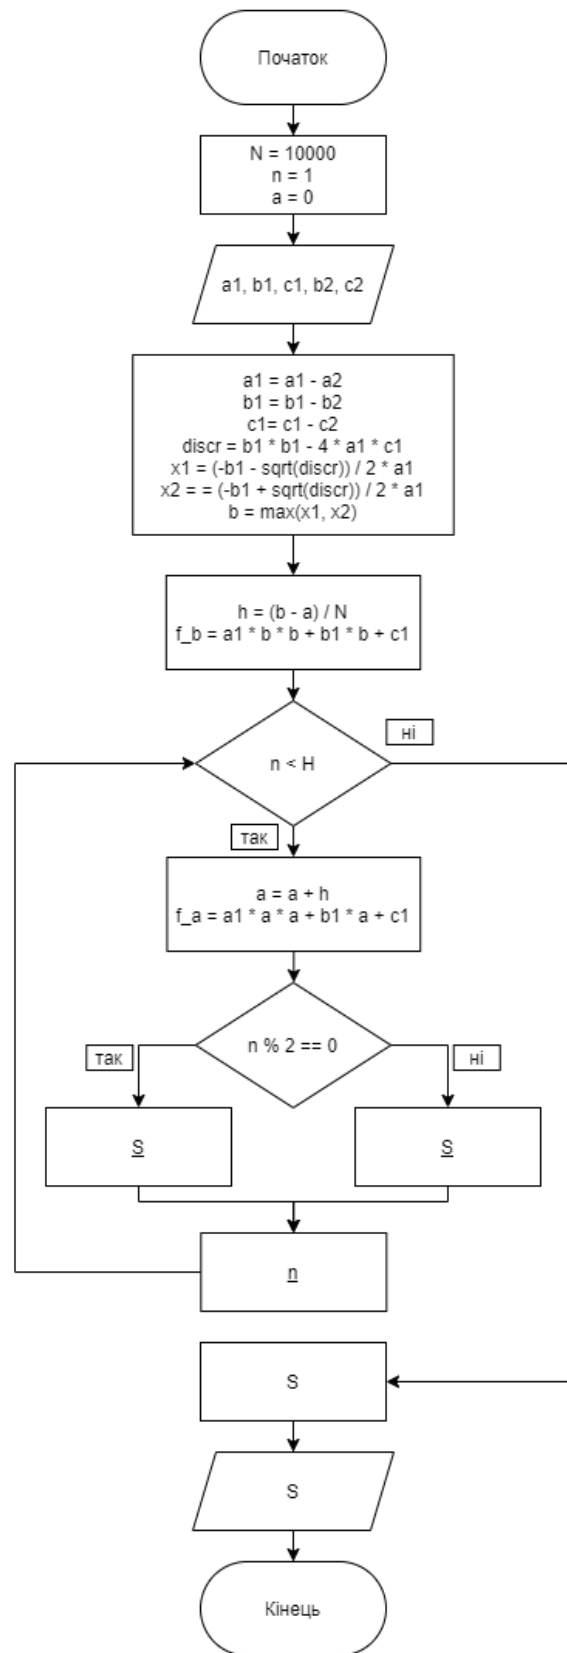 Початок
N = 10000
n = 1
a = 0
a1, b1, c1, b2, c2
a1 = a1 - a2
b1 = b1 - b2
c1= c1 - c2
discr = b1 * b1 - 4 * a1 * c1
x1 = (-b1 - sqrt(discr)) / 2 * a1
x2 = = (-b1 + sqrt(discr)) / 2 * a1
b = max(x1, x2)
h = (b - a) / N
f_b = a1 * b * b + b1 * b + c1
n < H
ні
так
a = a + h
f_a = a1 * a * a + b1 * a + c1
n % 2 == 0
так
ні
S
S
n
S
S
Кінець